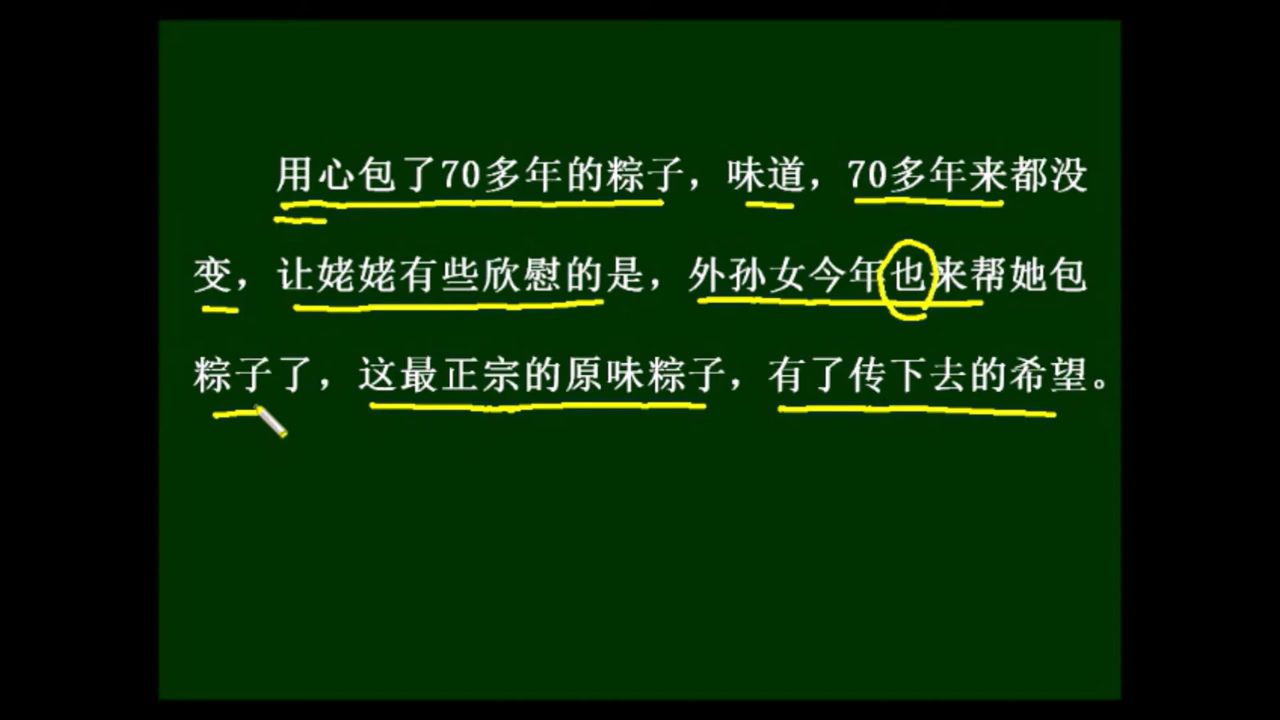 用心包了70多年的粽子，味道，70多年来都没
变，让姥姥有些欣慰的是，外孙女今年也来帮她包
粽子了，这最正宗的原味粽子，有了传下去的希望。